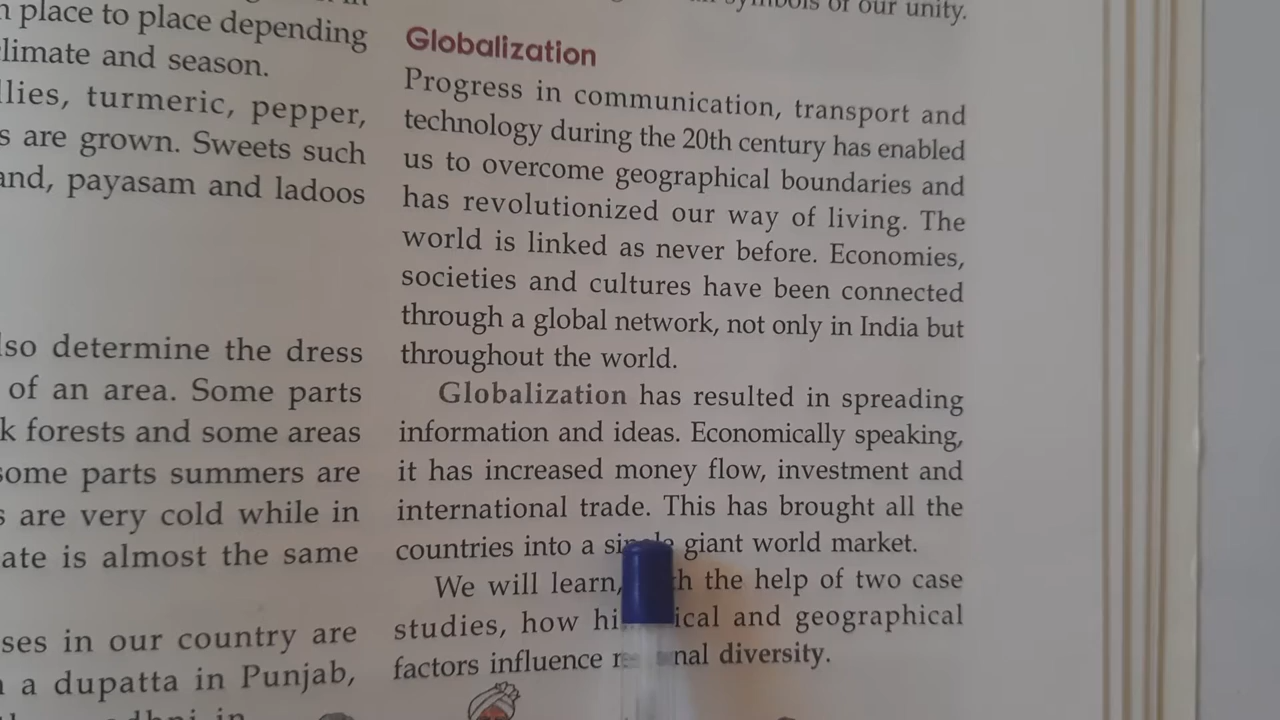 place to place depending
climate and season.
turmeric, pepper,
are grown. Sweets such
payasam and ladoos
also determine the dress
of an area. Some parts
forests and some areas
some parts summers are
are very cold while in
is almost the same
in our country are
a dupatta in Punjab,
in
of our unity.
Globalization
Progress in communication, transport and
technology during the 20th century has enabled
us to overcome geographical boundaries and
has revolutionized our way of living. The
world is linked as never before. Economies,
societies and cultures have been connected
through a global network, not only in India but
throughout the world.
Globalization has resulted in spreading
information and ideas. Economically speaking,
it has increased money flow, investment and
international trade. This has brought all the
countries into a single giant world market.
We will learn, the help of two case
studies, how and geographical
factors influence diversity.